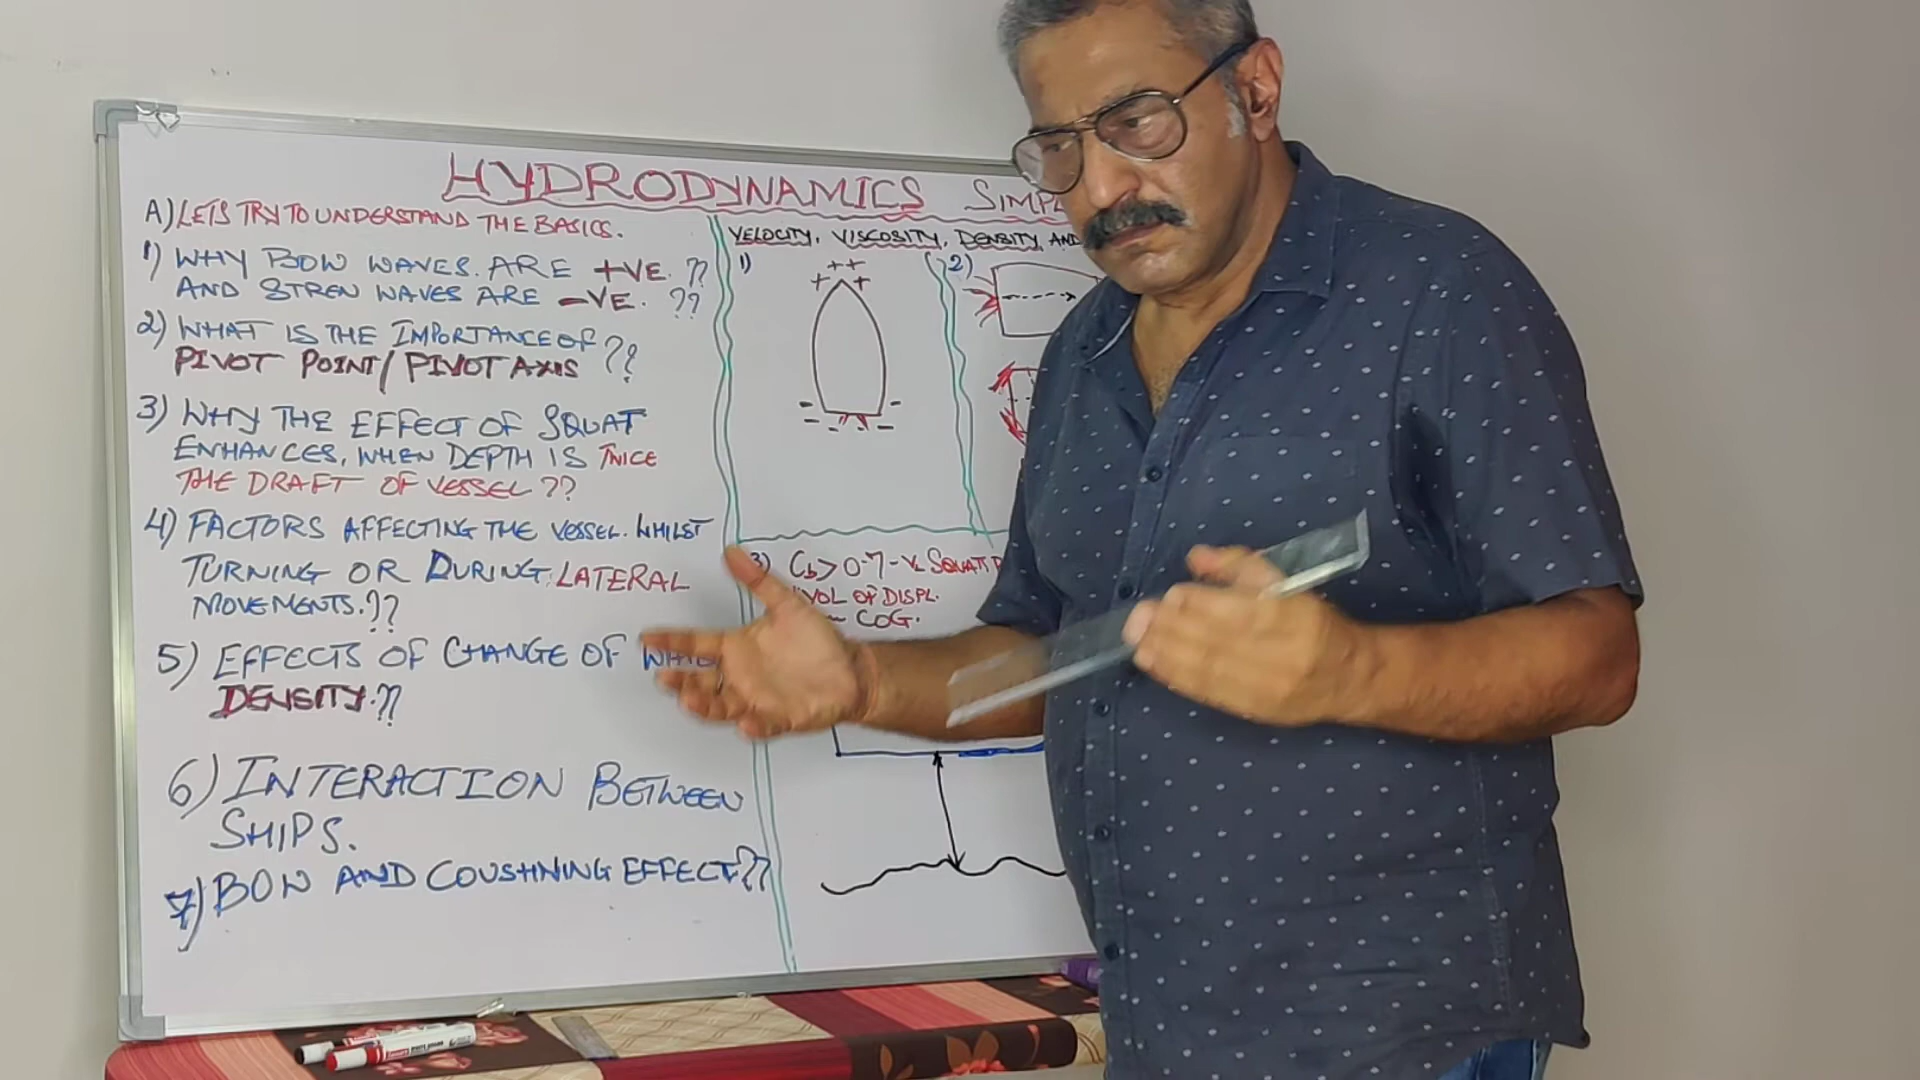 HYDRODYNAMICS
A) LETS TRY TO UNDERSTAND THE BASICS.
1) WHY BOW WAVES. ARE +VE. ??
AND STREN WAVES ARE -VE. ??
2) WHAT IS THE IMPORTANCE OF
PIVOT POINT / PIVOT AXIS ??
3) WHY THE EFFECT OF SQUAT
ENHANCES, WHEN DEPTH IS TWICE
THE DRAFT OF VESSEL ??
4) FACTORS AFFECTING THE VESSEL. WHILST
TURNING OR DURING LATERAL
MOVEMENTS. ??
5) EFFECTS OF CHANGE OF
DENSITY. ??
6) INTERACTION BETWEEN
SHIPS.
7) BOW AND COUSHNING EFFECT ??
VELOCITY, VISCOSITY, DENSITY, AND
1)
++
+ +
- -
- - - -
2)
3) Cb > 0.7 - SQUATS
VOL OF DISPL.
COG.